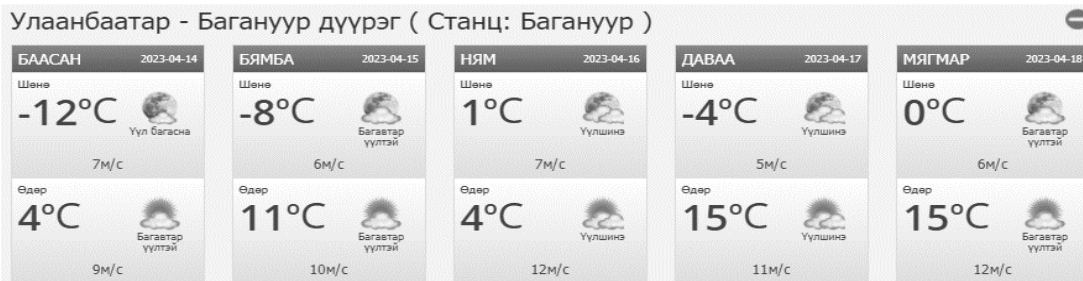 Улаанбаатар - Багануур дүүрэг ( Станц: Багануур )
БААСАН 2023-04-14
Шөнө
-12°C
Үүл багасна
7м/с
Өдөр
4°C
Багавтар
үүлтэй
9м/с
БЯМБА 2023-04-15
Шөнө
-8°C
Багавтар
үүлтэй
6м/с
Өдөр
11°C
Багавтар
үүлтэй
10м/с
НЯМ 2023-04-16
Шөнө
1°C
Үүлшинэ
7м/с
Өдөр
4°C
Үүлшинэ
12м/с
ДАВАА 2023-04-17
Шөнө
-4°C
Үүлшинэ
5м/с
Өдөр
15°C
Үүлшинэ
11м/с
МЯГМАР 2023-04-18
Шөнө
0°C
Багавтар
үүлтэй
6м/с
Өдөр
15°C
Багавтар
үүлтэй
12м/с